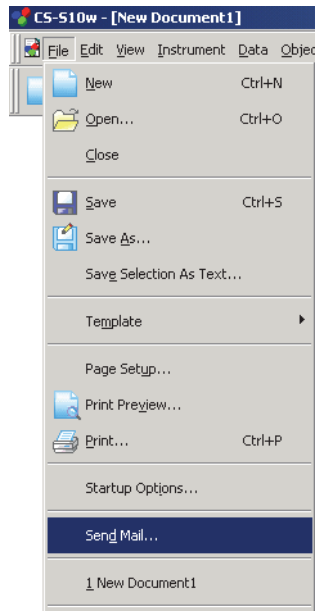 CS-S10w - [New Document1]
File Edit View Instrument Data Objec
New Ctrl+N
Open... Ctrl+O
Close
Save Ctrl+S
Save As...
Save Selection As Text...
Template
Page Setup...
Print Preview...
Print... Ctrl+P
Startup Options...
Send Mail...
1 New Document1